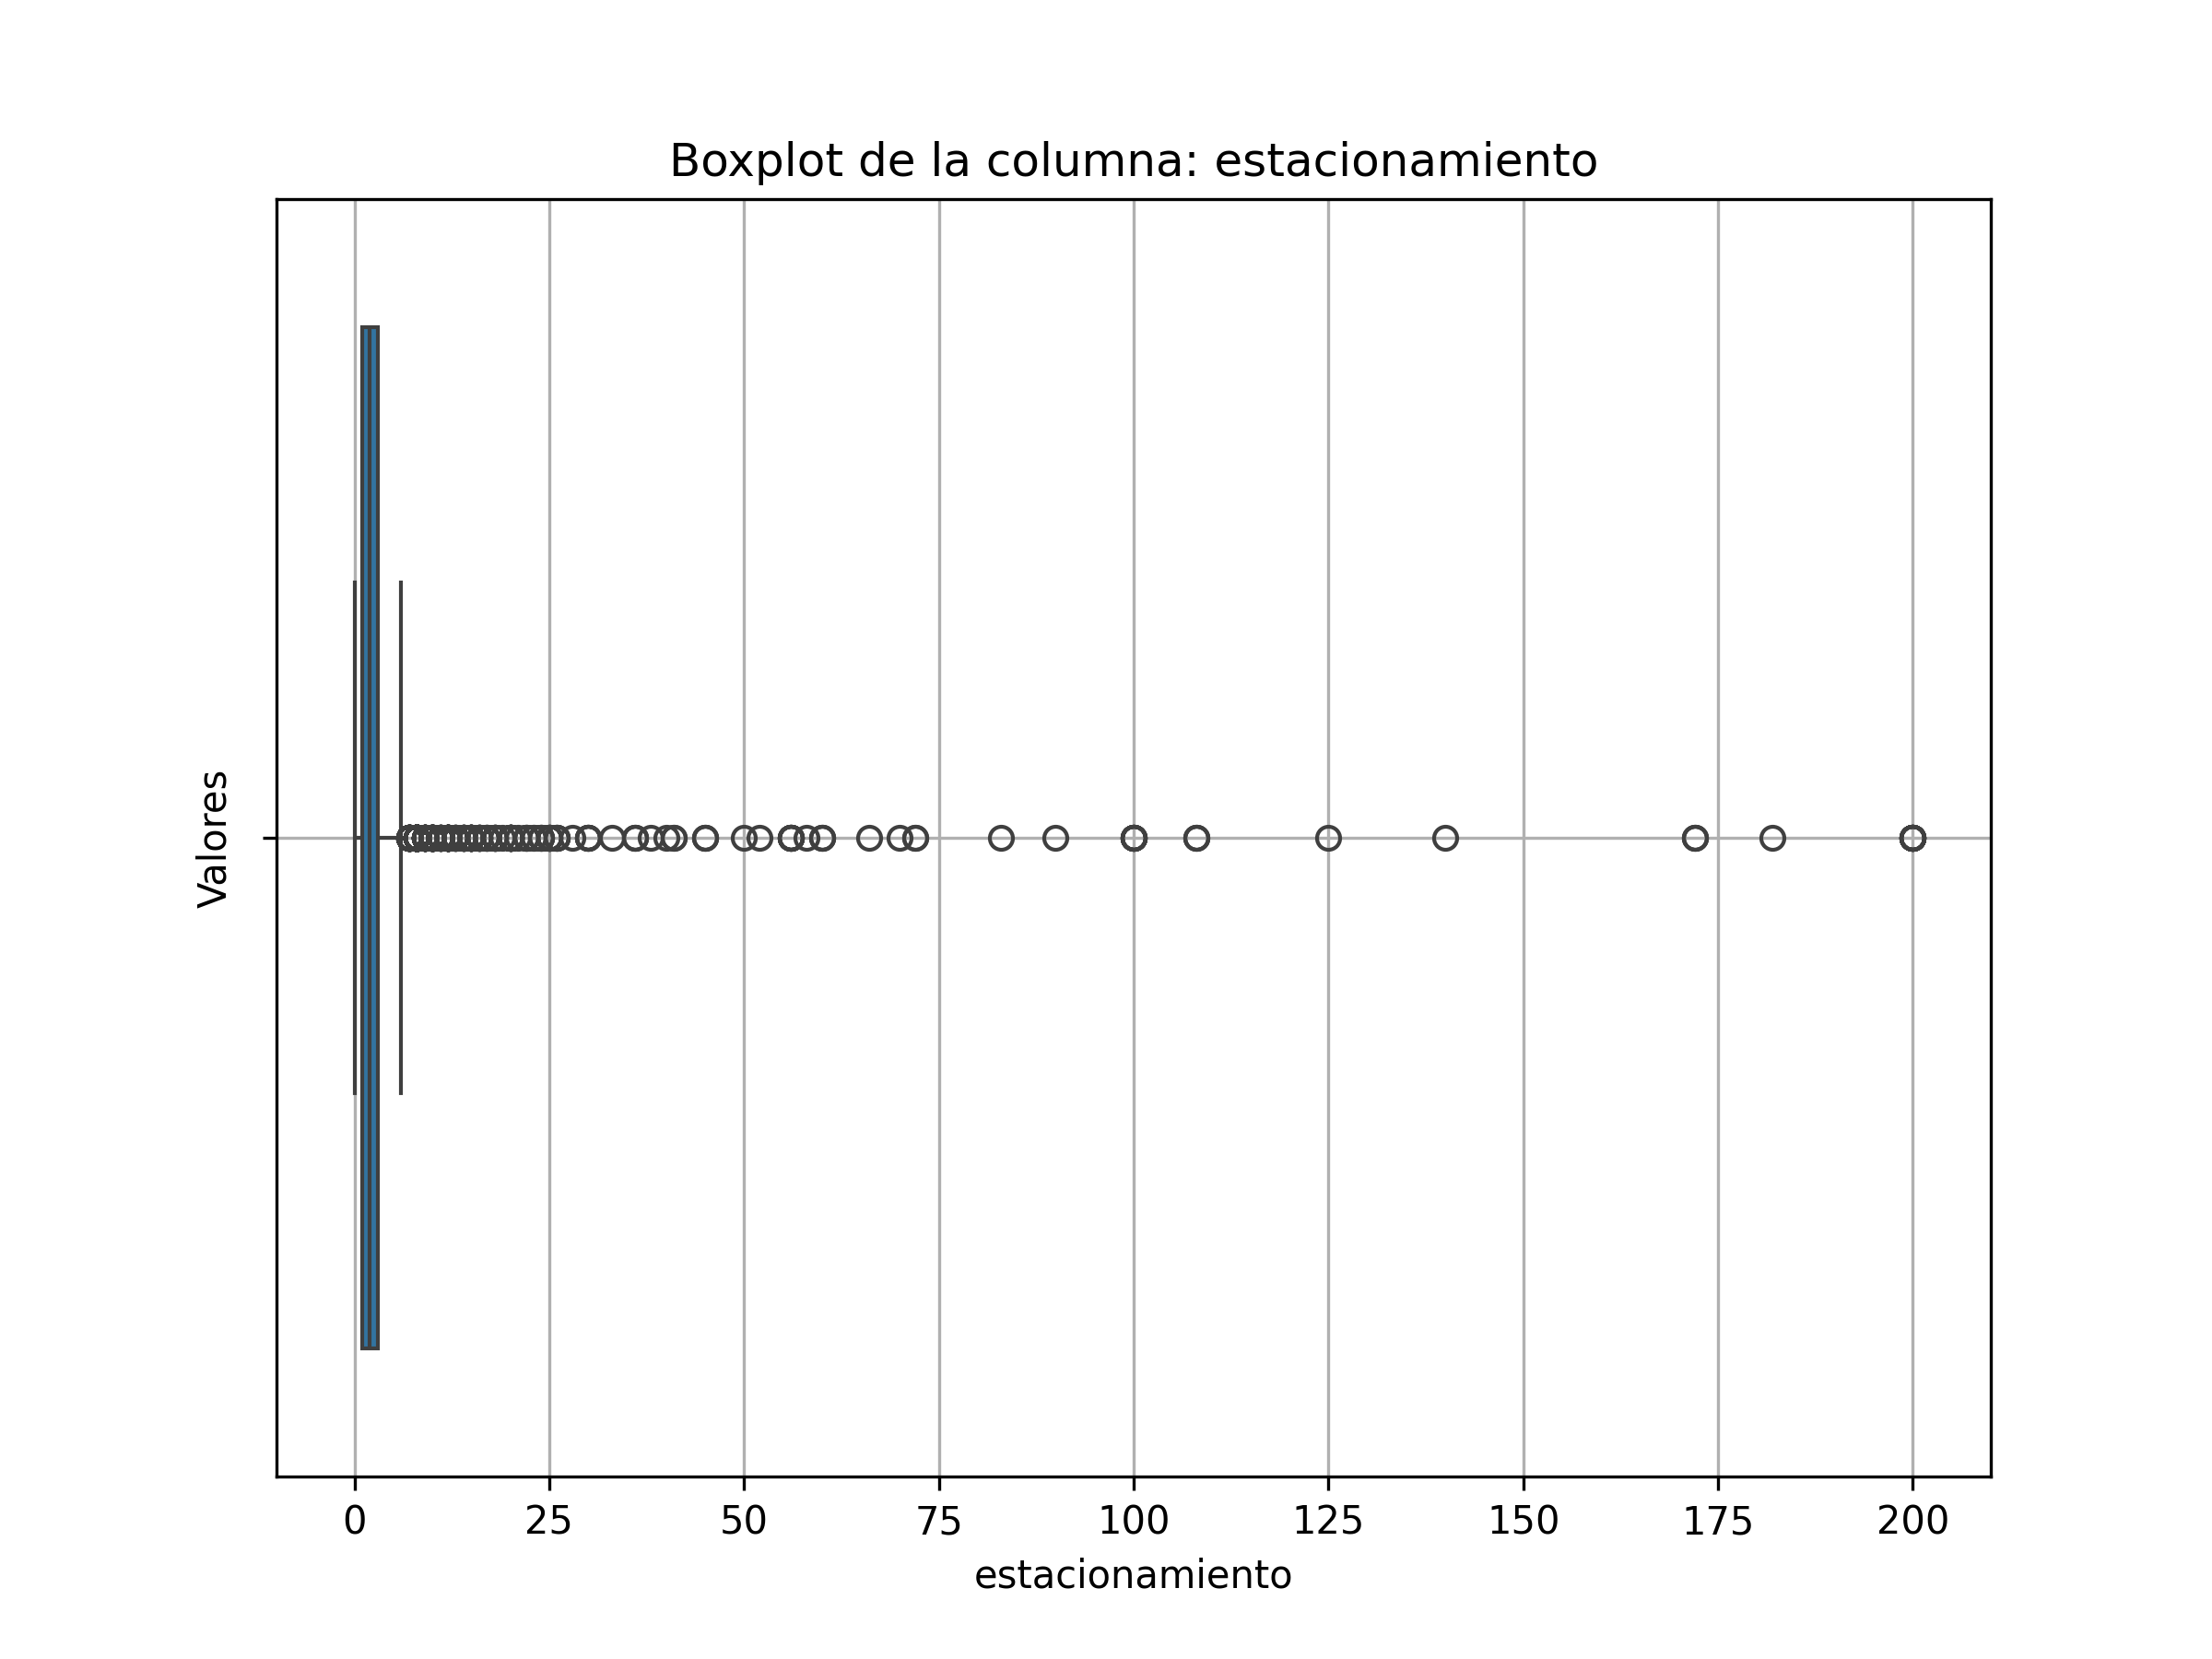 Boxplot de la columna: estacionamiento
Valores
0 25 50 75 100 125 150 175 200
estacionamiento